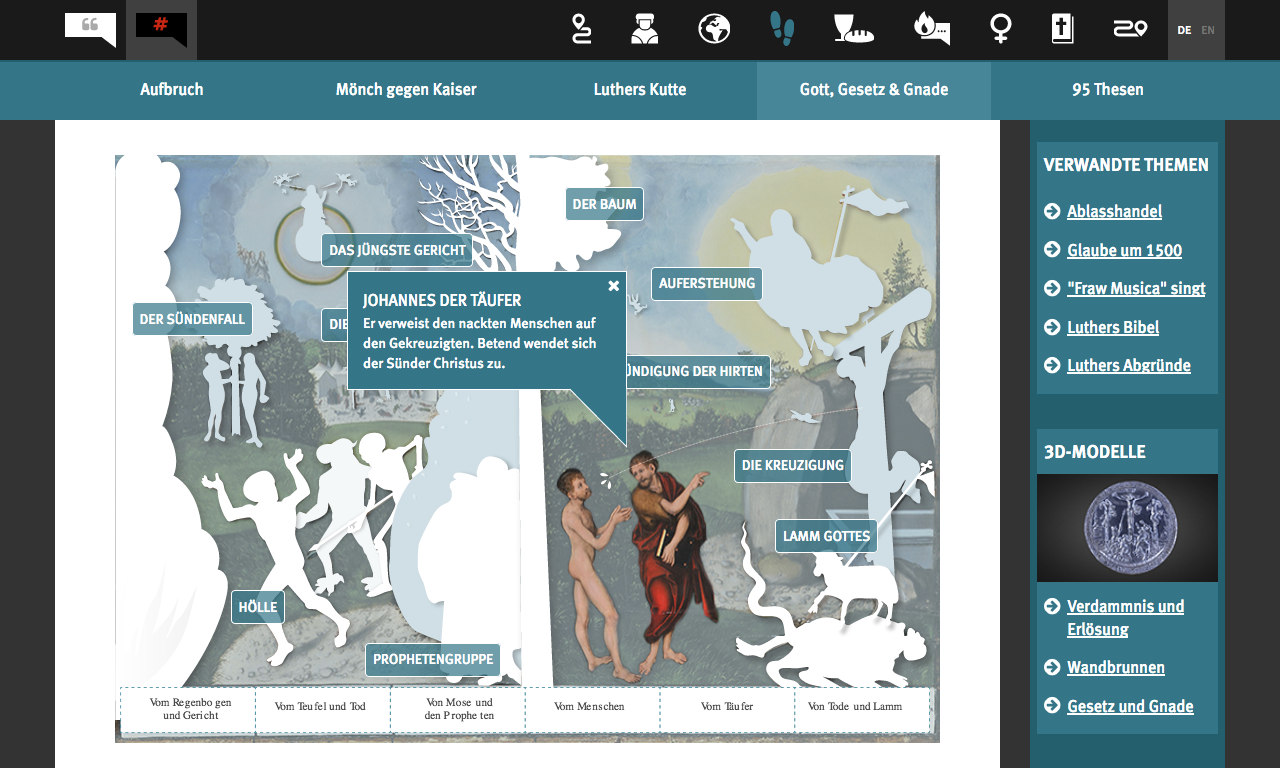 #
DE EN
Aufbruch
Mönch gegen Kaiser
Luthers Kutte
Gott, Gesetz & Gnade
95 Thesen
DER BAUM
DAS JÜNGSTE GERICHT
AUFERSTEHUNG
DER SÜNDENFALL
DIE
JOHANNES DER TÄUFER
Er verweist den nackten Menschen auf
den Gekreuzigten. Betend wendet sich
der Sünder Christus zu.
ÜNDIGUNG DER HIRTEN
DIE KREUZIGUNG
LAMM GOTTES
HÖLLE
PROPHETENGRUPPE
Vom Regenbo gen
und Gericht
Vom Teufel und Tod
Von Mose und
den P rophe ten
Vom Menschen
Vom Täufer
Von Tode und Lamm
VERWANDTE THEMEN
Ablasshandel
Glaube um 1500
"Fraw Musica" singt
Luthers Bibel
Luthers Abgründe
3D-MODELLE
Verdammnis und
Erlösung
Wandbrunnen
Gesetz und Gnade